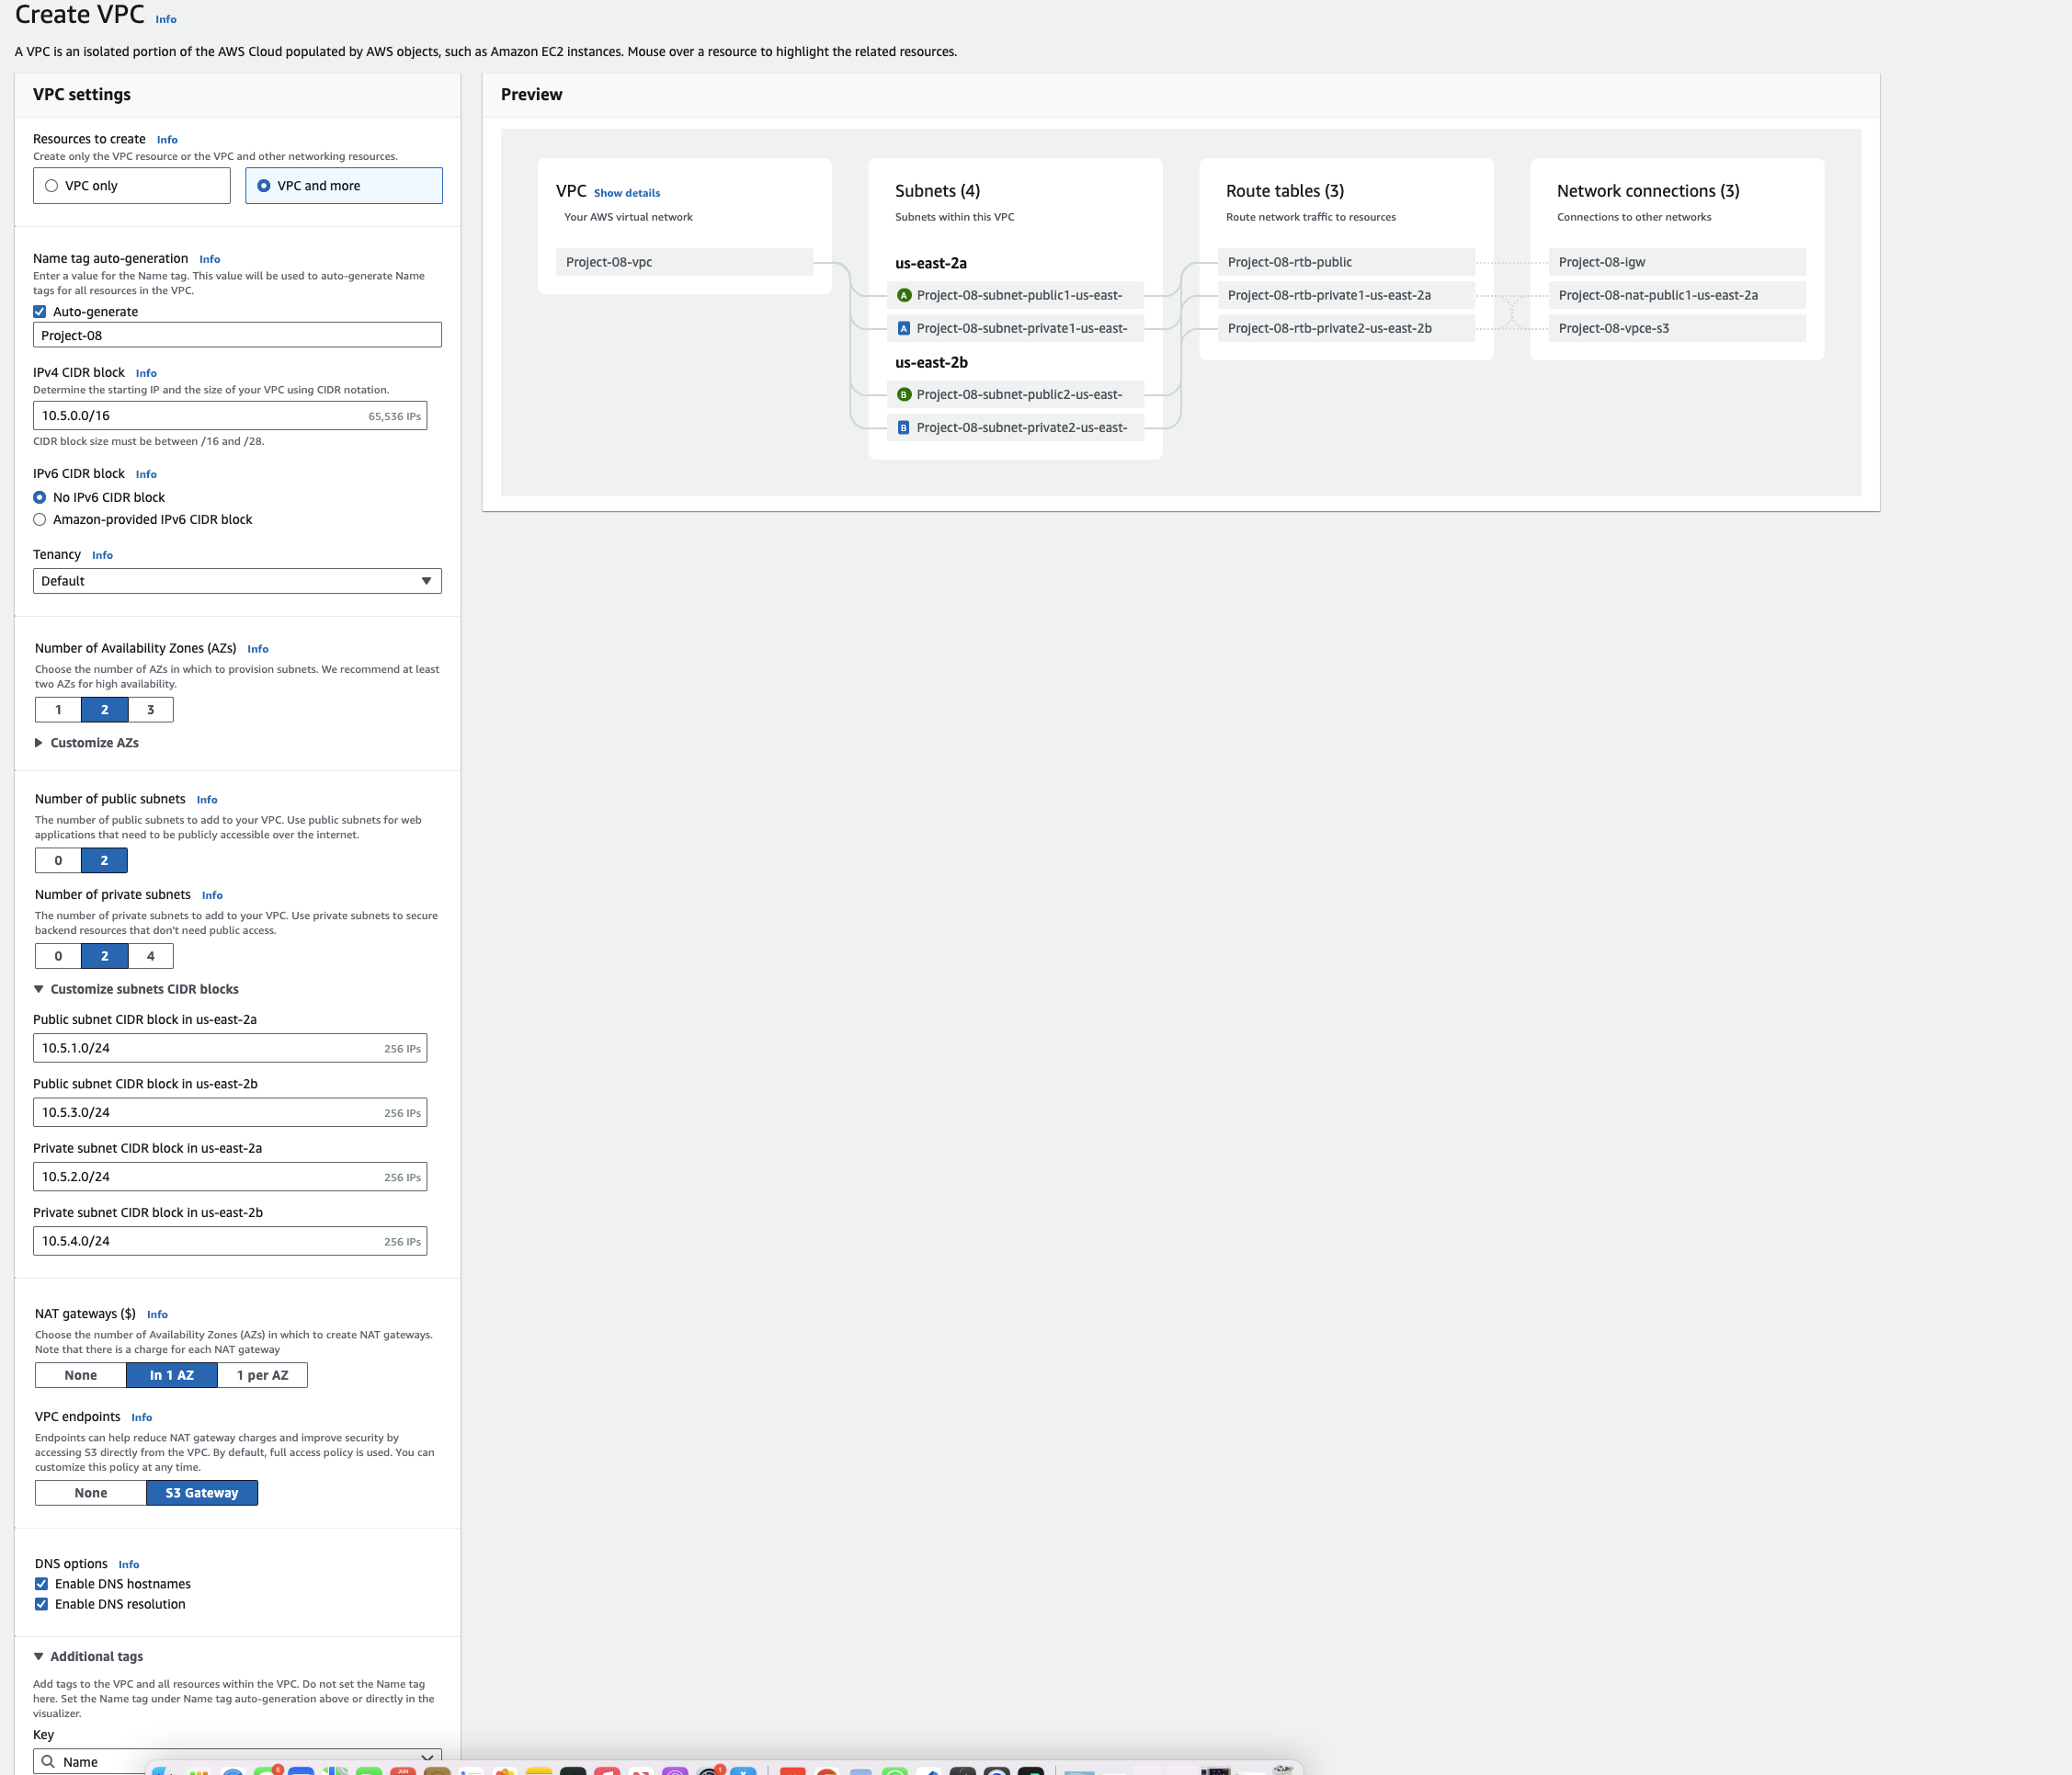 Create VPC Info
A VPC is an isolated portion of the AWS Cloud populated by AWS objects, such as Amazon EC2 instances. Mouse over a resource to highlight the related resources.
VPC settings
Resources to create Info
Create only the VPC resource or the VPC and other networking resources.
VPC only
VPC and more
Name tag auto-generation Info
Enter a value for the Name tag. This value will be used to auto-generate Name
tags for all resources in the VPC.
Auto-generate
Project-08
IPv4 CIDR block Info
Determine the starting IP and the size of your VPC using CIDR notation.
10.5.0.0/16 65,536 IPs
CIDR block size must be between /16 and /28.
IPv6 CIDR block Info
No IPv6 CIDR block
Amazon-provided IPv6 CIDR block
Tenancy Info
Default
Number of Availability Zones (AZs) Info
Choose the number of AZs in which to provision subnets. We recommend at least
two AZs for high availability.
1 2 3
Customize AZs
Number of public subnets Info
The number of public subnets to add to your VPC. Use public subnets for web
applications that need to be publicly accessible over the internet.
0 2
Number of private subnets Info
The number of private subnets to add to your VPC. Use private subnets to secure
backend resources that don't need public access.
0 2 4
Customize subnets CIDR blocks
Public subnet CIDR block in us-east-2a
10.5.1.0/24 256 IPs
Public subnet CIDR block in us-east-2b
10.5.3.0/24 256 IPs
Private subnet CIDR block in us-east-2a
10.5.2.0/24 256 IPs
Private subnet CIDR block in us-east-2b
10.5.4.0/24 256 IPs
NAT gateways ($) Info
Choose the number of Availability Zones (AZs) in which to create NAT gateways.
Note that there is a charge for each NAT gateway
None In 1 AZ 1 per AZ
VPC endpoints Info
Endpoints can help reduce NAT gateway charges and improve security by
accessing S3 directly from the VPC. By default, full access policy is used. You can
customize this policy at any time.
None S3 Gateway
DNS options Info
Enable DNS hostnames
Enable DNS resolution
Additional tags
Add tags to the VPC and all resources within the VPC. Do not set the Name tag
here. Set the Name tag under Name tag auto-generation above or directly in the
visualizer.
Key
Name
Preview
VPC Show details
Your AWS virtual network
Project-08-vpc
Subnets (4)
Subnets within this VPC
us-east-2a
A Project-08-subnet-public1-us-east-
A Project-08-subnet-private1-us-east-
us-east-2b
B Project-08-subnet-public2-us-east-
B Project-08-subnet-private2-us-east-
Route tables (3)
Route network traffic to resources
Project-08-rtb-public
Project-08-rtb-private1-us-east-2a
Project-08-rtb-private2-us-east-2b
Network connections (3)
Connections to other networks
Project-08-igw
Project-08-nat-public1-us-east-2a
Project-08-vpce-s3
JUN